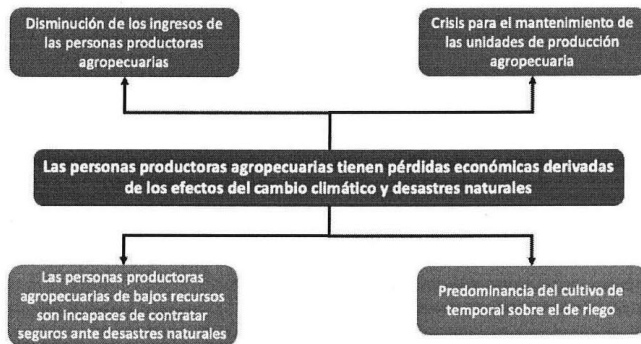 Disminución de los ingresos de
las personas productoras
agropecuarias
Crisis para el mantenimiento de
las unidades de producción
agropecuaria
Las personas productoras agropecuarias tienen pérdidas económicas derivadas
de los efectos del cambio climático y desastres naturales
Las personas productoras
agropecuarias de bajos recursos
son incapaces de contratar
seguros ante desastres naturales
Predominancia del cultivo de
temporal sobre el de riego